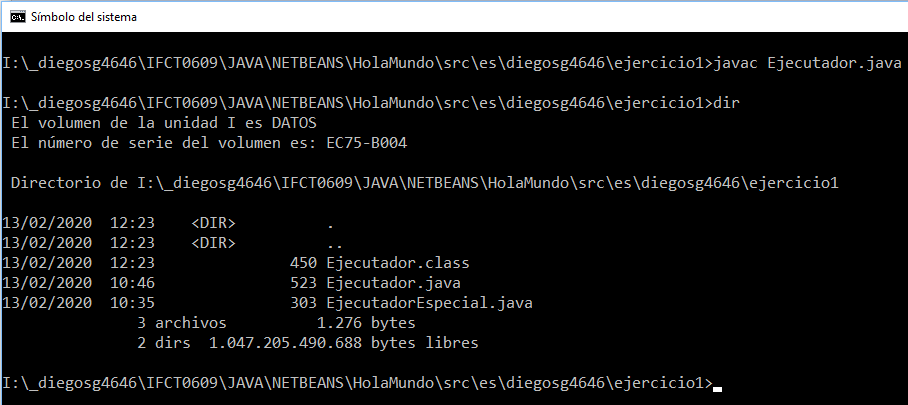 Símbolo del sistema
I:\_diegosg4646\IFCT0609\JAVA\NETBEANS\HolaMundo\src\es\diegosg4646\ejercicio1>javac Ejecutador.java
I:\_diegosg4646\IFCT0609\JAVA\NETBEANS\HolaMundo\src\es\diegosg4646\ejercicio1>dir
El volumen de la unidad I es DATOS
El número de serie del volumen es: EC75-B004
Directorio de I:\_diegosg4646\IFCT0609\JAVA\NETBEANS\HolaMundo\src\es\diegosg4646\ejercicio1
13/02/2020  12:23    <DIR>          .
13/02/2020  12:23    <DIR>          ..
13/02/2020  12:23               450 Ejecutador.class
13/02/2020  10:46               523 Ejecutador.java
13/02/2020  10:35               303 EjecutadorEspecial.java
3 archivos          1.276 bytes
2 dirs  1.047.205.490.688 bytes libres
I:\_diegosg4646\IFCT0609\JAVA\NETBEANS\HolaMundo\src\es\diegosg4646\ejercicio1>